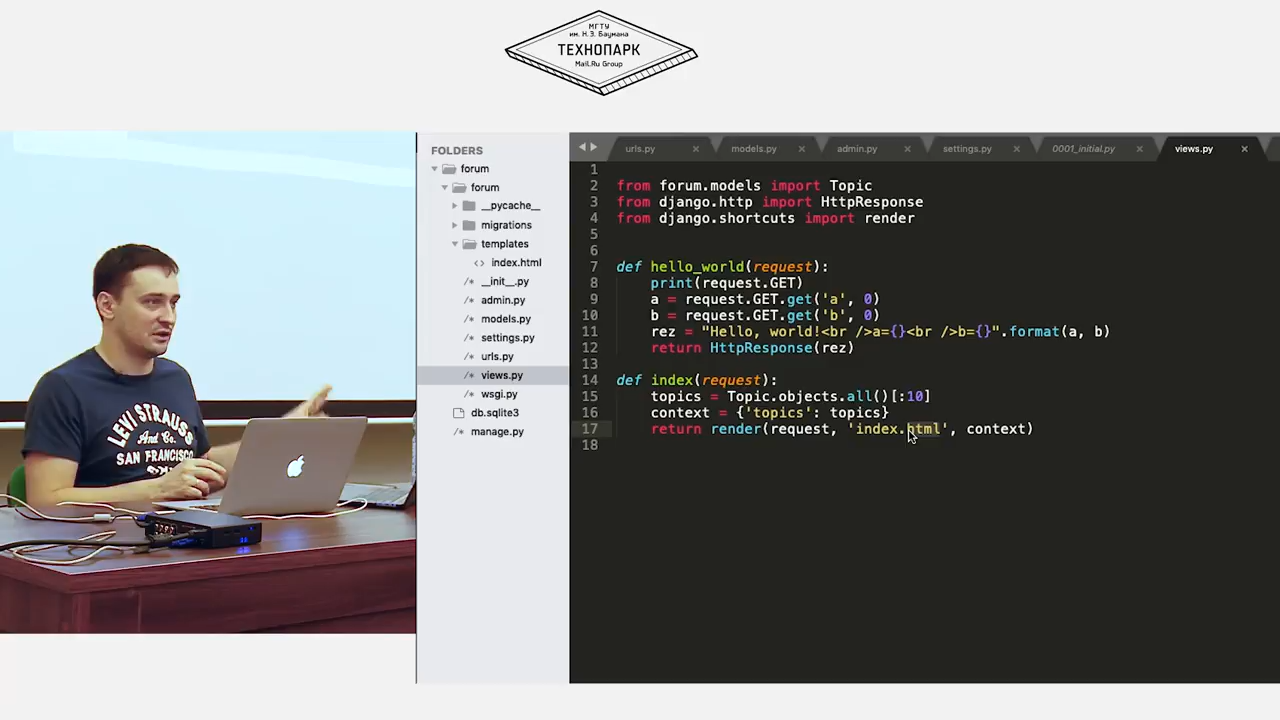 МГТУ
им. Н.Э. Баумана
ТЕХНОПАРК
Mail.Ru Group
FOLDERS
forum
forum
__pycache__
migrations
templates
<> index.html
/* __init__.py
/* admin.py
/* models.py
/* settings.py
/* urls.py
/* views.py
/* wsgi.py
db.sqlite3
manage.py
urls.py × models.py × admin.py × settings.py × 0001_initial.py × views.py ×
1
2 from forum.models import Topic
3 from django.http import HttpResponse
4 from django.shortcuts import render
5
6
7 def hello_world(request):
8 print(request.GET)
9 a = request.GET.get('a', 0)
10 b = request.GET.get('b', 0)
11 rez = "Hello, world!<br />a={}<br />b={}".format(a, b)
12 return HttpResponse(rez)
13
14 def index(request):
15 topics = Topic.objects.all()[:10]
16 context = {'topics': topics}
17 return render(request, 'index.html', context)
18
LEVI STRAUSS
And Co.
SAN FRANCISCO